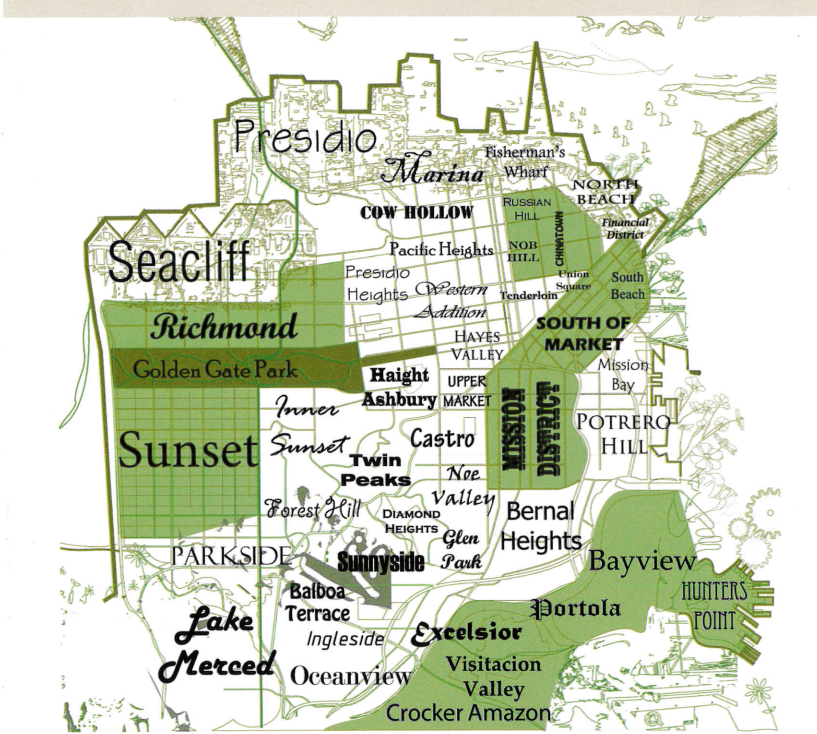 Presidio
Marina
Fisherman's
Wharf
NORTH
BEACH
COW HOLLOW
RUSSIAN
HILL
CHINATOWN
Financial
District
Seacliff
Pacific Heights
NOB
HILL
Presidio
Heights
Western
Addition
Union
Square
Tenderloin
South
Beach
Richmond
HAYES
VALLEY
SOUTH OF
MARKET
Golden Gate Park
Haight
Ashbury
UPPER
MARKET
MISSION
DISTRICT
Mission
Bay
Inner
Sunset
Sunset
Castro
POTRERO
HILL
Twin
Peaks
Noe
Valley
Forest Hill
DIAMOND
HEIGHTS
Glen
Park
Bernal
Heights
PARKSIDE
Sunnyside
Bayview
HUNTERS
POINT
Balboa
Terrace
Portola
Lake
Merced
Ingleside
Excelsior
Oceanview
Visitacion
Valley
Crocker Amazon